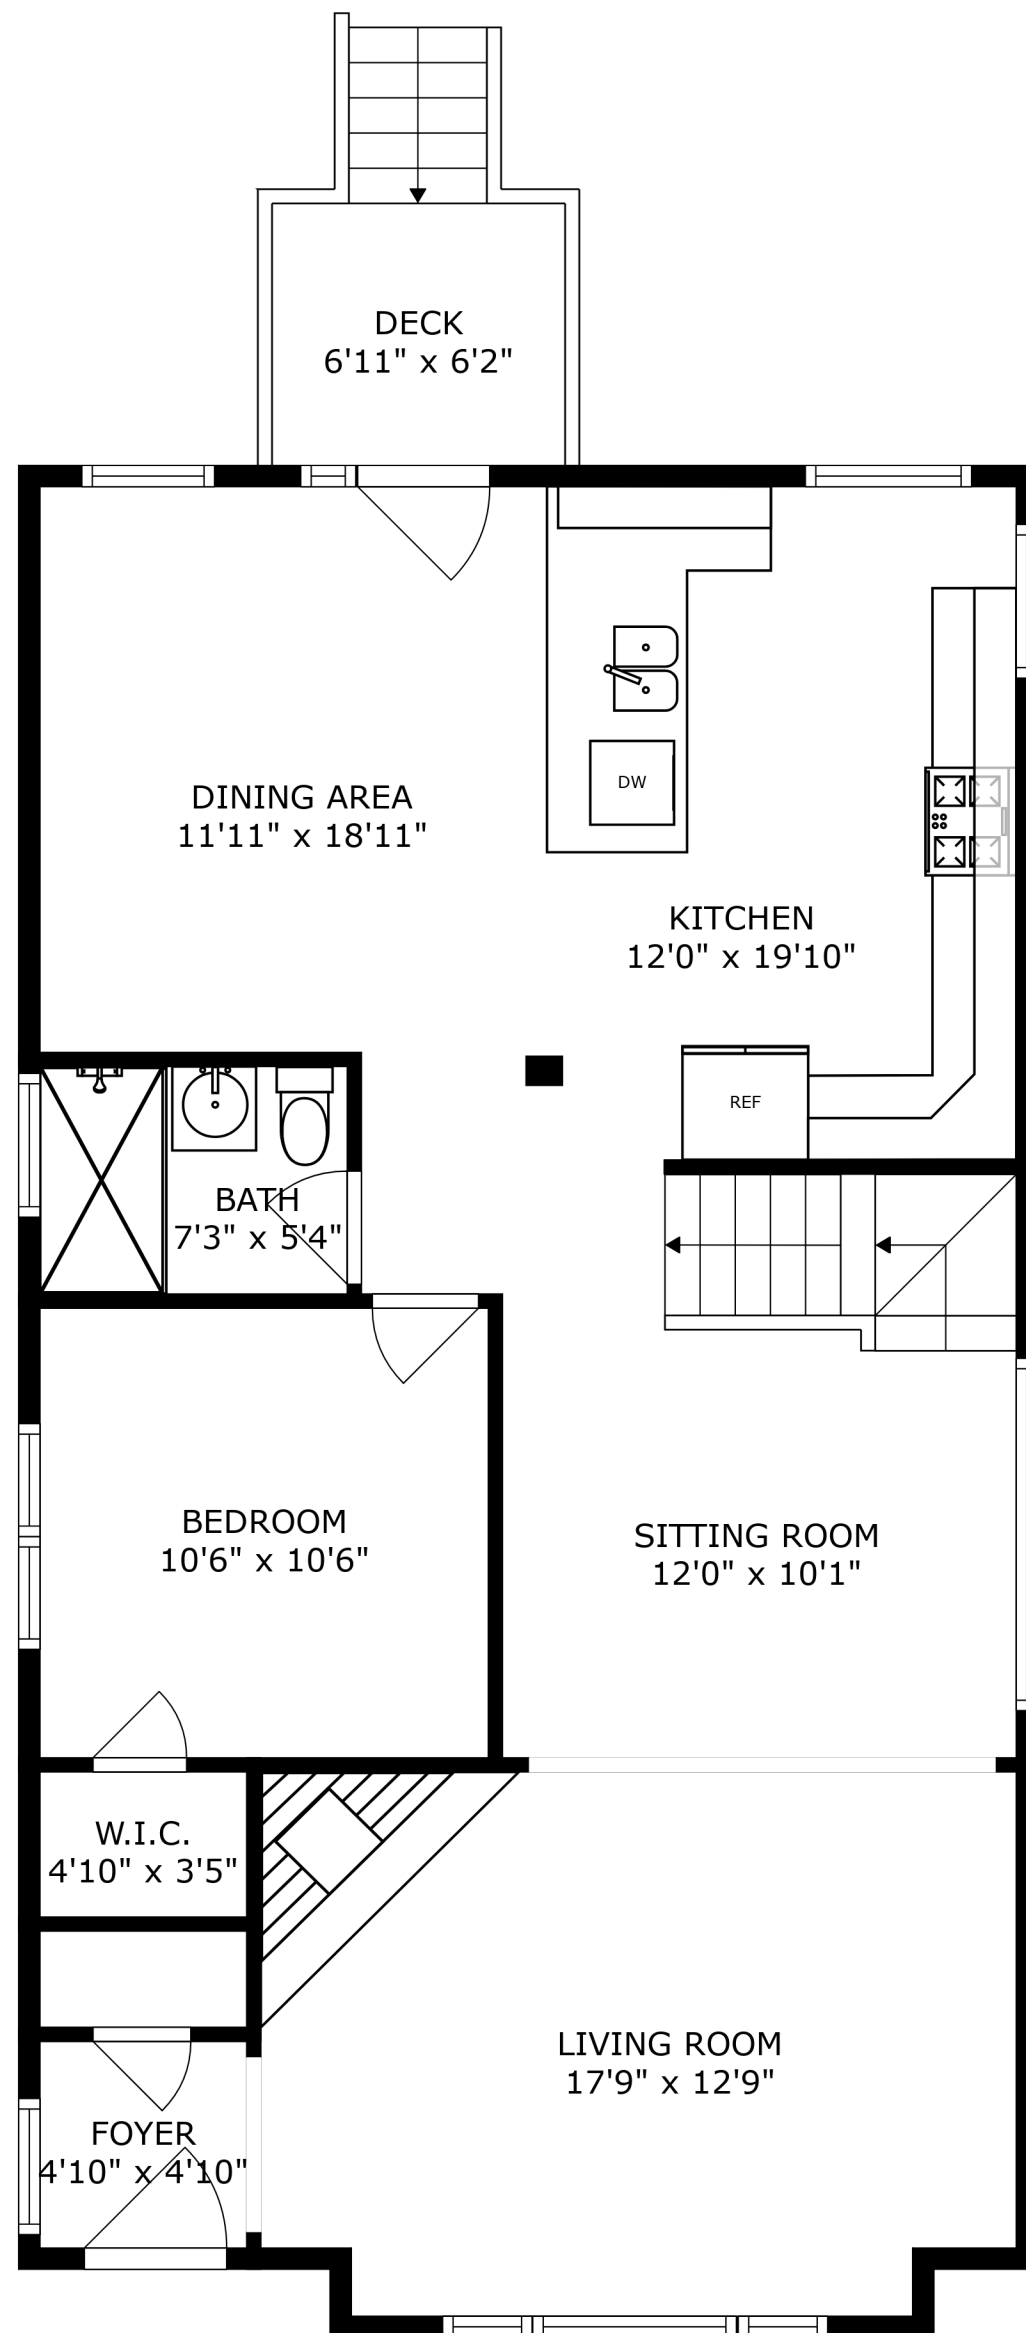 DECK
6'11" x 6'2"
DINING AREA
11'11" x 18'11"
DW
KITCHEN
12'0" x 19'10"
REF
BATH
7'3" x 5'4"
BEDROOM
10'6" x 10'6"
SITTING ROOM
12'0" x 10'1"
W.I.C.
4'10" x 3'5"
LIVING ROOM
17'9" x 12'9"
FOYER
4'10" x 4'10"